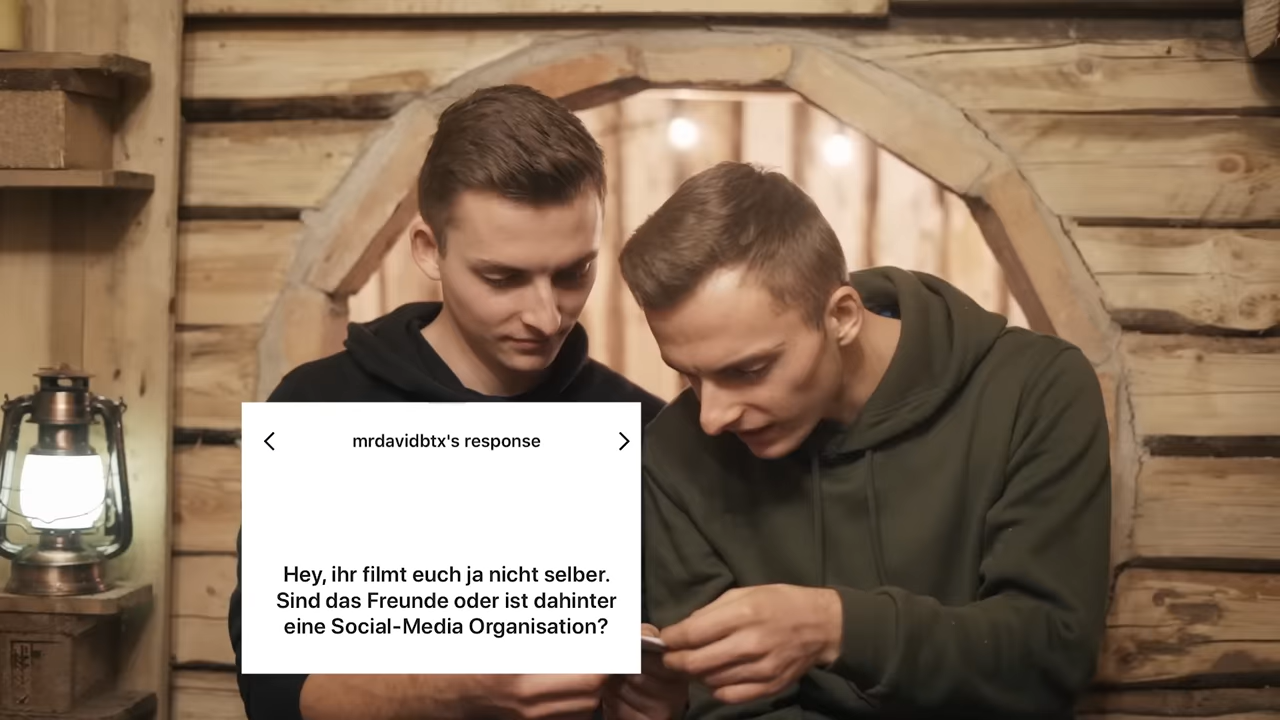 mrdavidbtx's response
Hey, ihr filmt euch ja nicht selber.
Sind das Freunde oder ist dahinter
eine Social-Media Organisation?